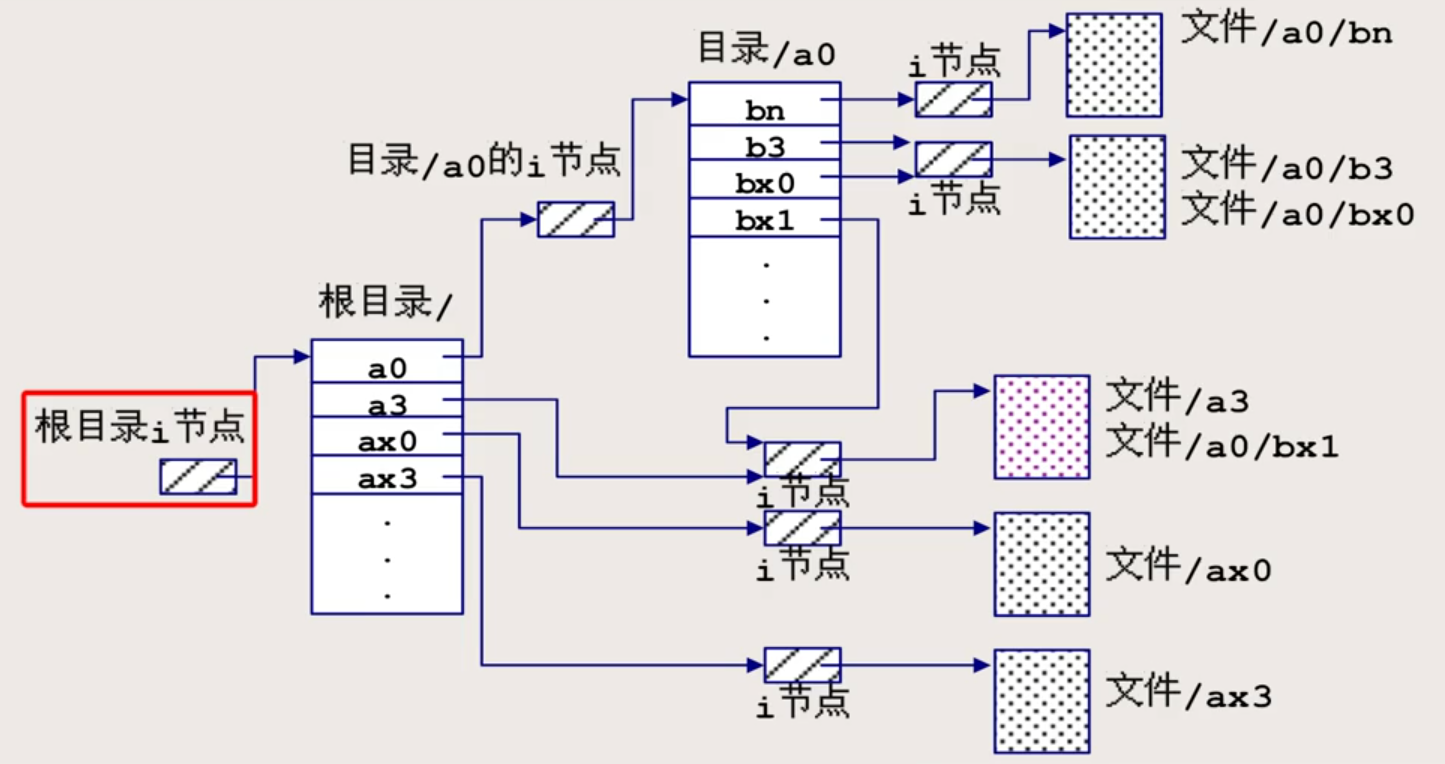 目录/a0
i节点
文件/a0/bn
bn
b3
bx0
bx1
.
.
.
目录/a0的i节点
i节点
文件/a0/b3
文件/a0/bx0
根目录/
a0
a3
ax0
ax3
.
.
.
根目录i节点
i节点
文件/a3
文件/a0/bx1
i节点
文件/ax0
i节点
文件/ax3